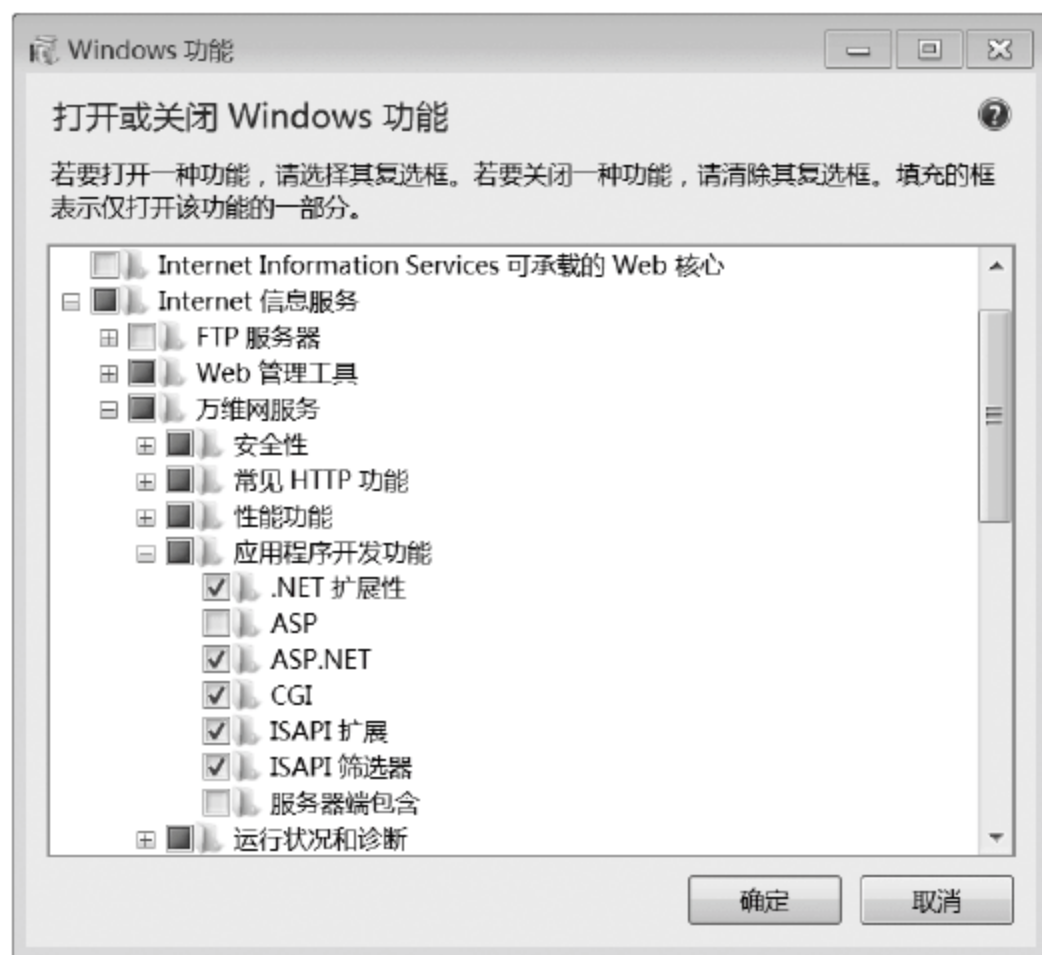 Windows 功能
打开或关闭 Windows 功能
若要打开一种功能，请选择其复选框。若要关闭一种功能，请清除其复选框。填充的框
表示仅打开该功能的一部分。
Internet Information Services 可承载的 Web 核心
Internet 信息服务
FTP 服务器
Web 管理工具
万维网服务
安全性
常见 HTTP 功能
性能功能
应用程序开发功能
.NET 扩展性
ASP
ASP.NET
CGI
ISAPI 扩展
ISAPI 筛选器
服务器端包含
运行状况和诊断
确定 取消